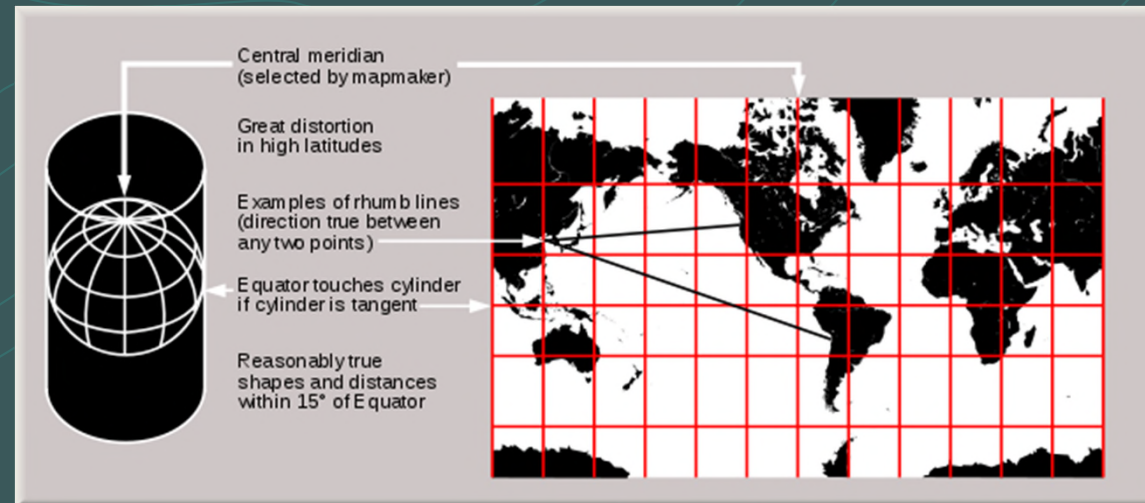 Central meridian
(selected by mapmaker)
Great distortion
in high latitudes
Examples of rhumb lines
(direction true between
any two points)
Equator touches cylinder
if cylinder is tangent
Reasonably true
shapes and distances
within 15° of Equator